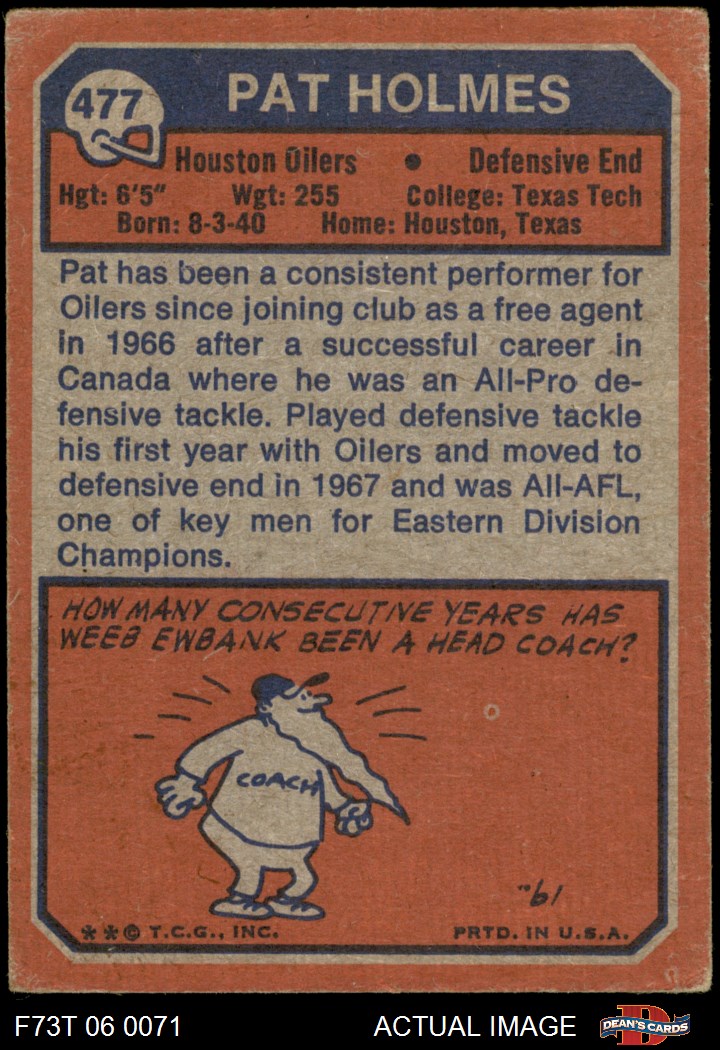 477
PAT HOLMES
Houston Oilers • Defensive End
Hgt: 6'5" Wgt: 255 College: Texas Tech
Born: 8-3-40 Home: Houston, Texas
Pat has been a consistent performer for
Oilers since joining club as a free agent
in 1966 after a successful career in
Canada where he was an All-Pro de-
fensive tackle. Played defensive tackle
his first year with Oilers and moved to
defensive end in 1967 and was All-AFL,
one of key men for Eastern Division
Champions.
HOW MANY CONSECUTIVE YEARS HAS
WEEB EWBANK BEEN A HEAD COACH?
COACH
19.
**© T.C.G., INC. PRTD. IN U.S.A.
F73T 06 0071 ACTUAL IMAGE
D
DEAN'S CARDS